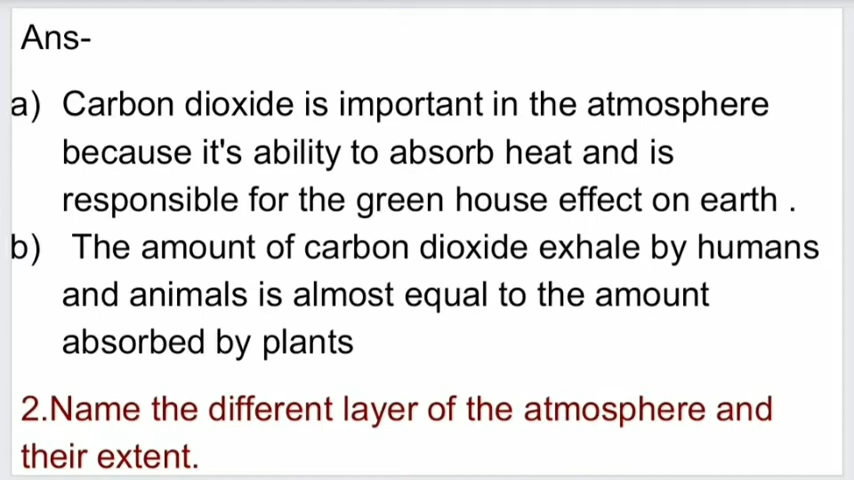 Ans-
a) Carbon dioxide is important in the atmosphere
because it's ability to absorb heat and is
responsible for the green house effect on earth .
b) The amount of carbon dioxide exhale by humans
and animals is almost equal to the amount
absorbed by plants
2.Name the different layer of the atmosphere and
their extent.